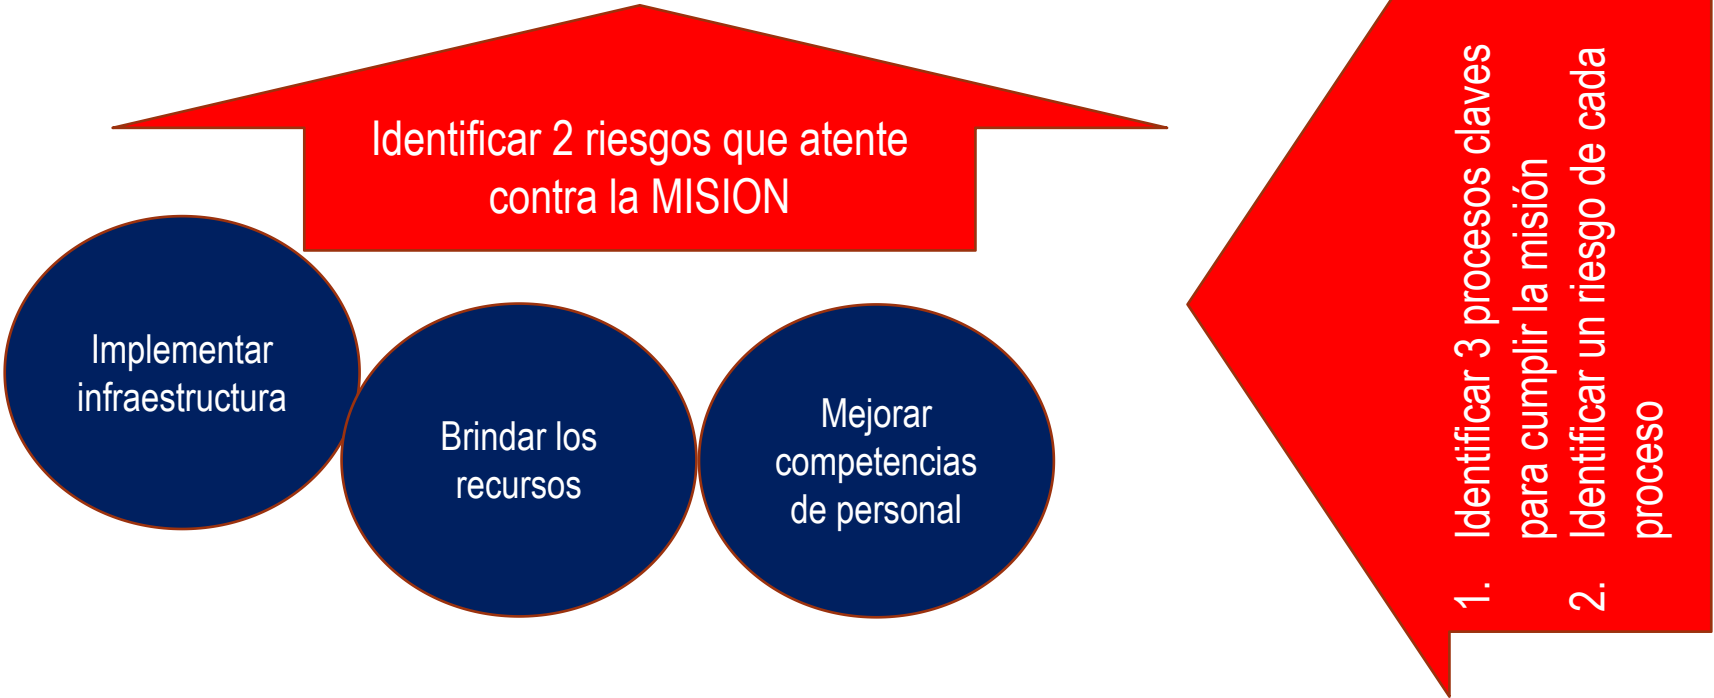 Identificar 2 riesgos que atente
contra la MISION
Implementar
infraestructura
Brindar los
recursos
Mejorar
competencias
de personal
1. Identificar 3 procesos claves
para cumplir la misión
2. Identificar un riesgo de cada
proceso